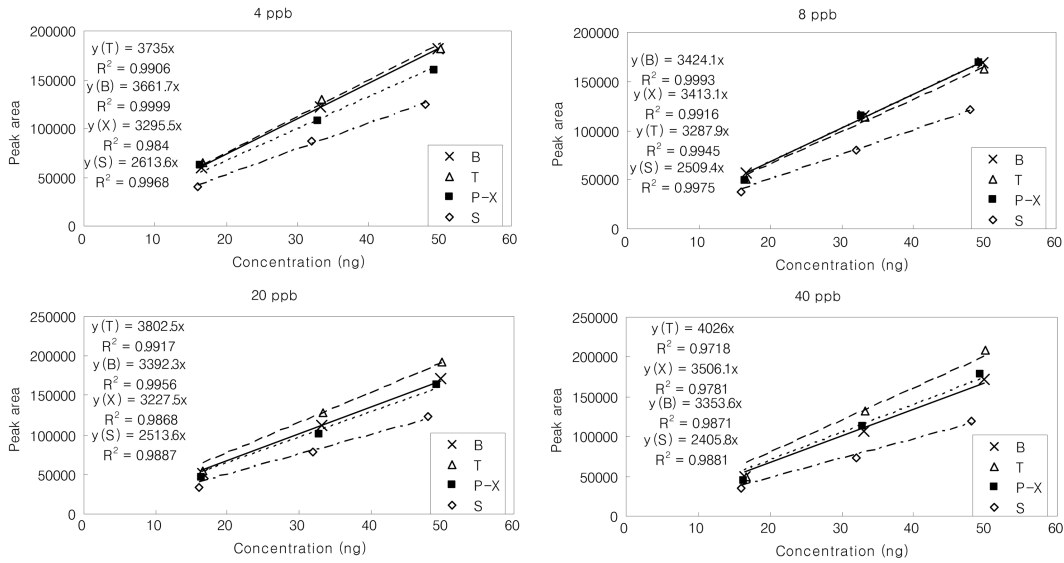 4 ppb
200000
150000
100000
50000
0
Peak area
y(T) = 3735x
R² = 0.9906
y(B) = 3661.7x
R² = 0.9999
y(X) = 3295.5x
R² = 0.984
y(S) = 2613.6x
R² = 0.9968
B
T
P-X
S
0 10 20 30 40 50 60
Concentration (ng)
8 ppb
200000
150000
100000
50000
0
Peak area
y(B) = 3424.1x
R² = 0.9993
y(X) = 3413.1x
R² = 0.9916
y(T) = 3287.9x
R² = 0.9945
y(S) = 2509.4x
R² = 0.9975
B
T
P-X
S
0 10 20 30 40 50 60
Concentration (ng)
20 ppb
250000
200000
150000
100000
50000
0
Peak area
y(T) = 3802.5x
R² = 0.9917
y(B) = 3392.3x
R² = 0.9956
y(X) = 3227.5x
R² = 0.9868
y(S) = 2513.6x
R² = 0.9887
B
T
P-X
S
0 10 20 30 40 50 60
Concentration (ng)
40 ppb
250000
200000
150000
100000
50000
0
Peak area
y(T) = 4026x
R² = 0.9718
y(X) = 3506.1x
R² = 0.9781
y(B) = 3353.6x
R² = 0.9871
y(S) = 2405.8x
R² = 0.9881
B
T
P-X
S
0 10 20 30 40 50 60
Concentration (ng)